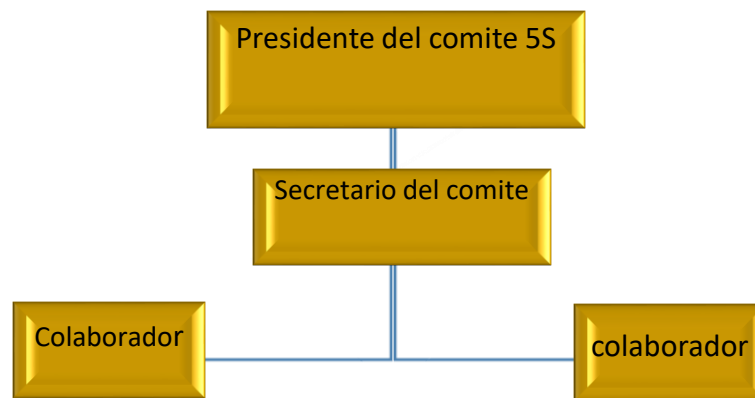 Presidente del comite 5S
Secretario del comite
Colaborador
colaborador